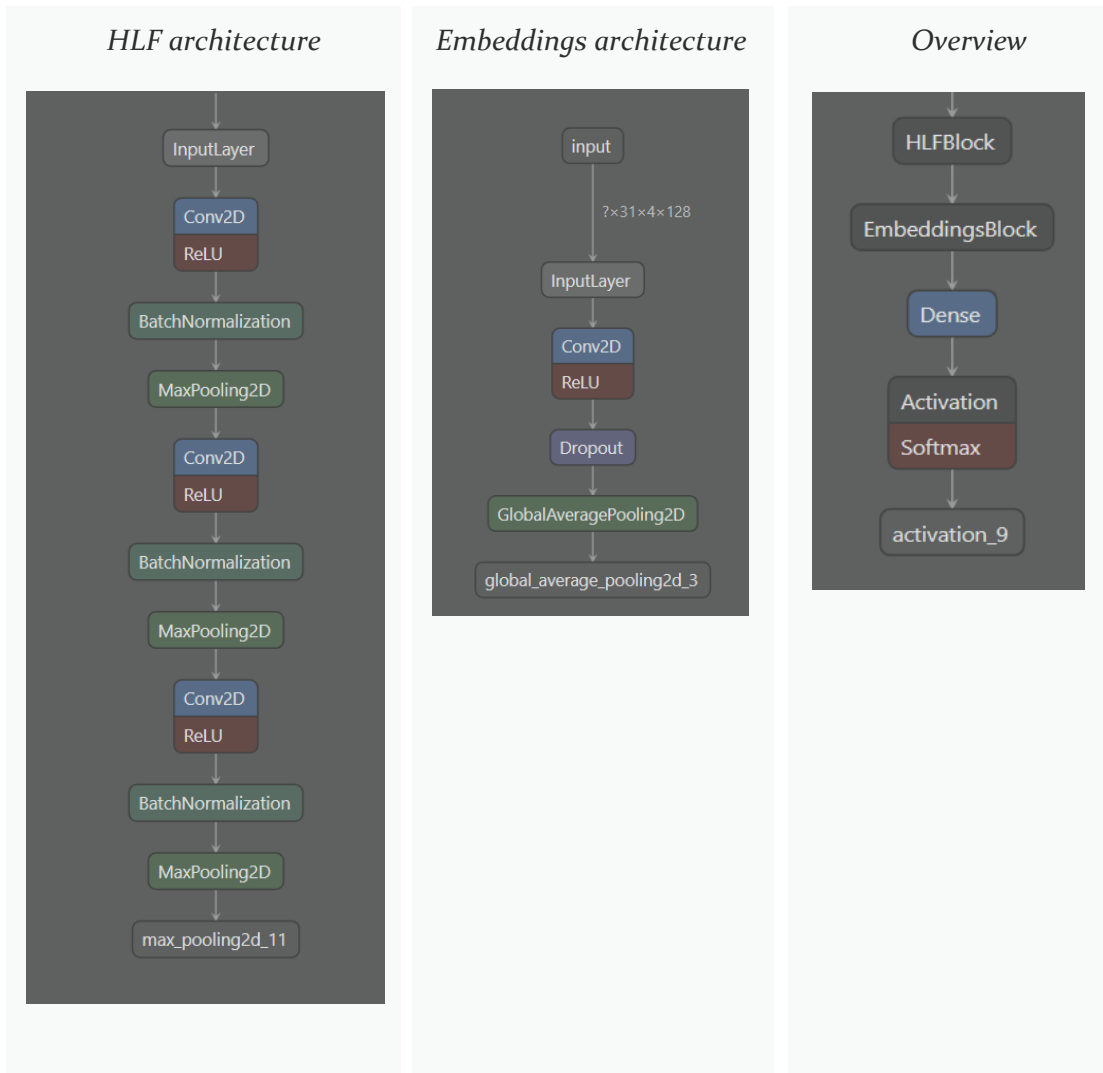 HLF architecture
InputLayer
Conv2D
ReLU
BatchNormalization
MaxPooling2D
Conv2D
ReLU
BatchNormalization
MaxPooling2D
Conv2D
ReLU
BatchNormalization
MaxPooling2D
max_pooling2d_11
Embeddings architecture
input
?×31×4×128
InputLayer
Conv2D
ReLU
Dropout
GlobalAveragePooling2D
global_average_pooling2d_3
Overview
HLFBlock
EmbeddingsBlock
Dense
Activation
Softmax
activation_9